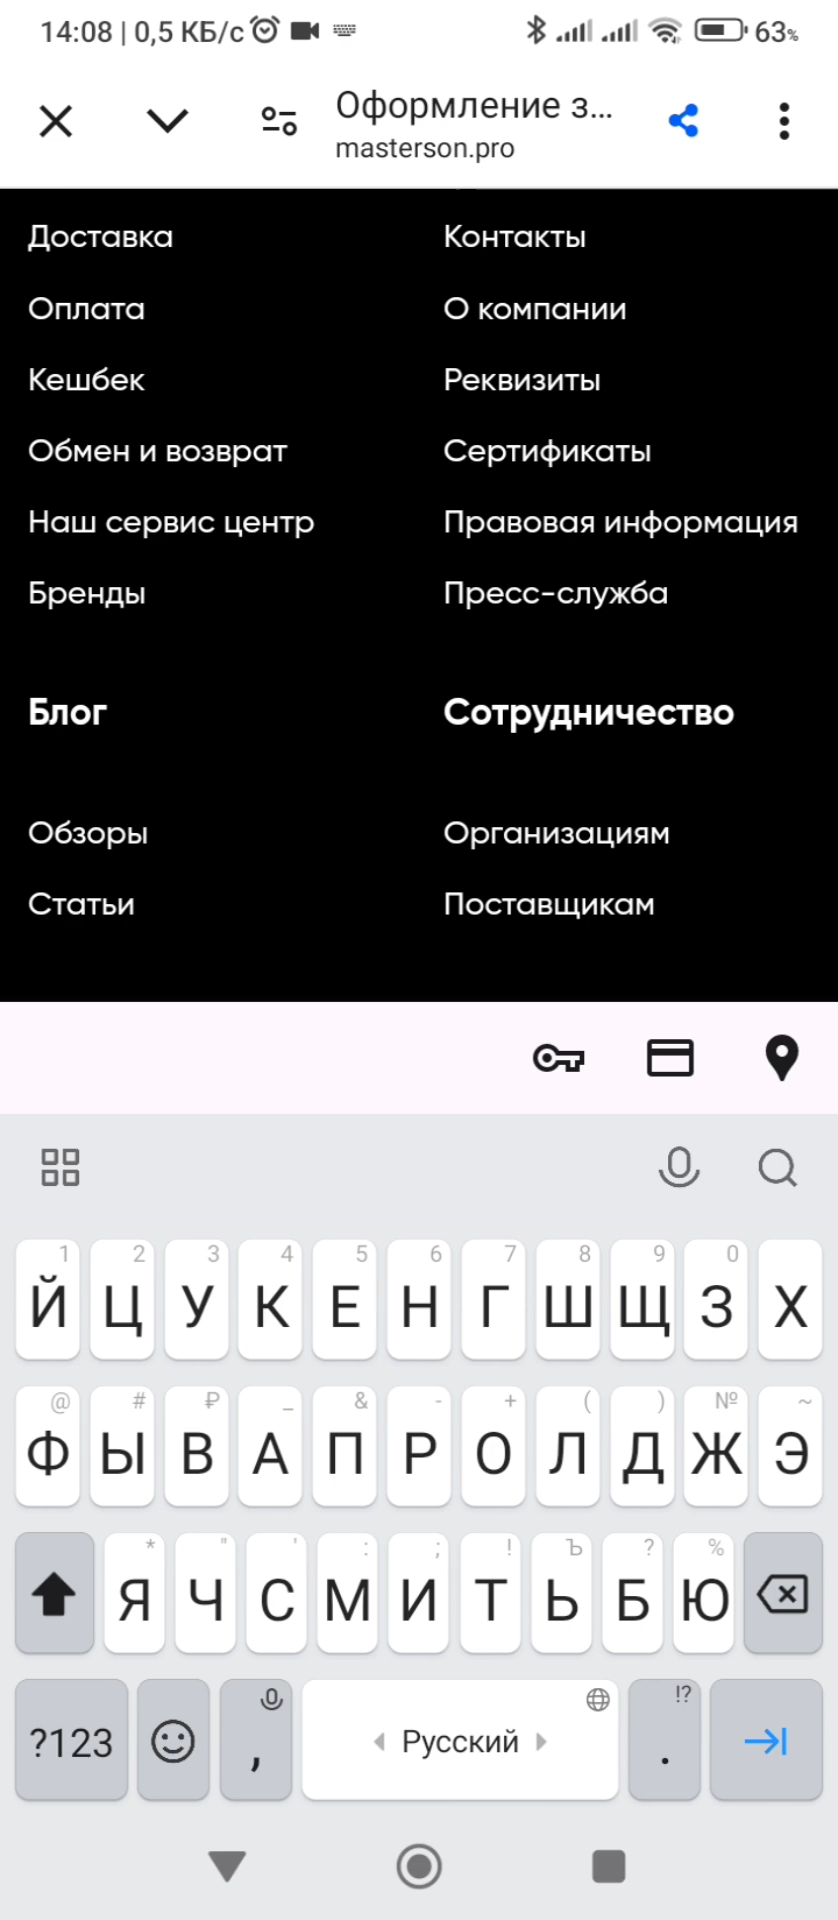 14:08 | 0,5 КБ/с 63%
Оформление з...
masterson.pro
Доставка Контакты
Оплата О компании
Кешбек Реквизиты
Обмен и возврат Сертификаты
Наш сервис центр Правовая информация
Бренды Пресс-служба
Блог Сотрудничество
Обзоры Организациям
Статьи Поставщикам
1 2 3 4 5 6 7 8 9 0
Й Ц У К Е Н Г Ш Щ З Х
@ # ₽ _ & - + ( ) № ~
Ф Ы В А П Р О Л Д Ж Э
* " ' : ; ! Ъ ? %
Я Ч С М И Т Ь Б Ю
!?
?123 , Русский .